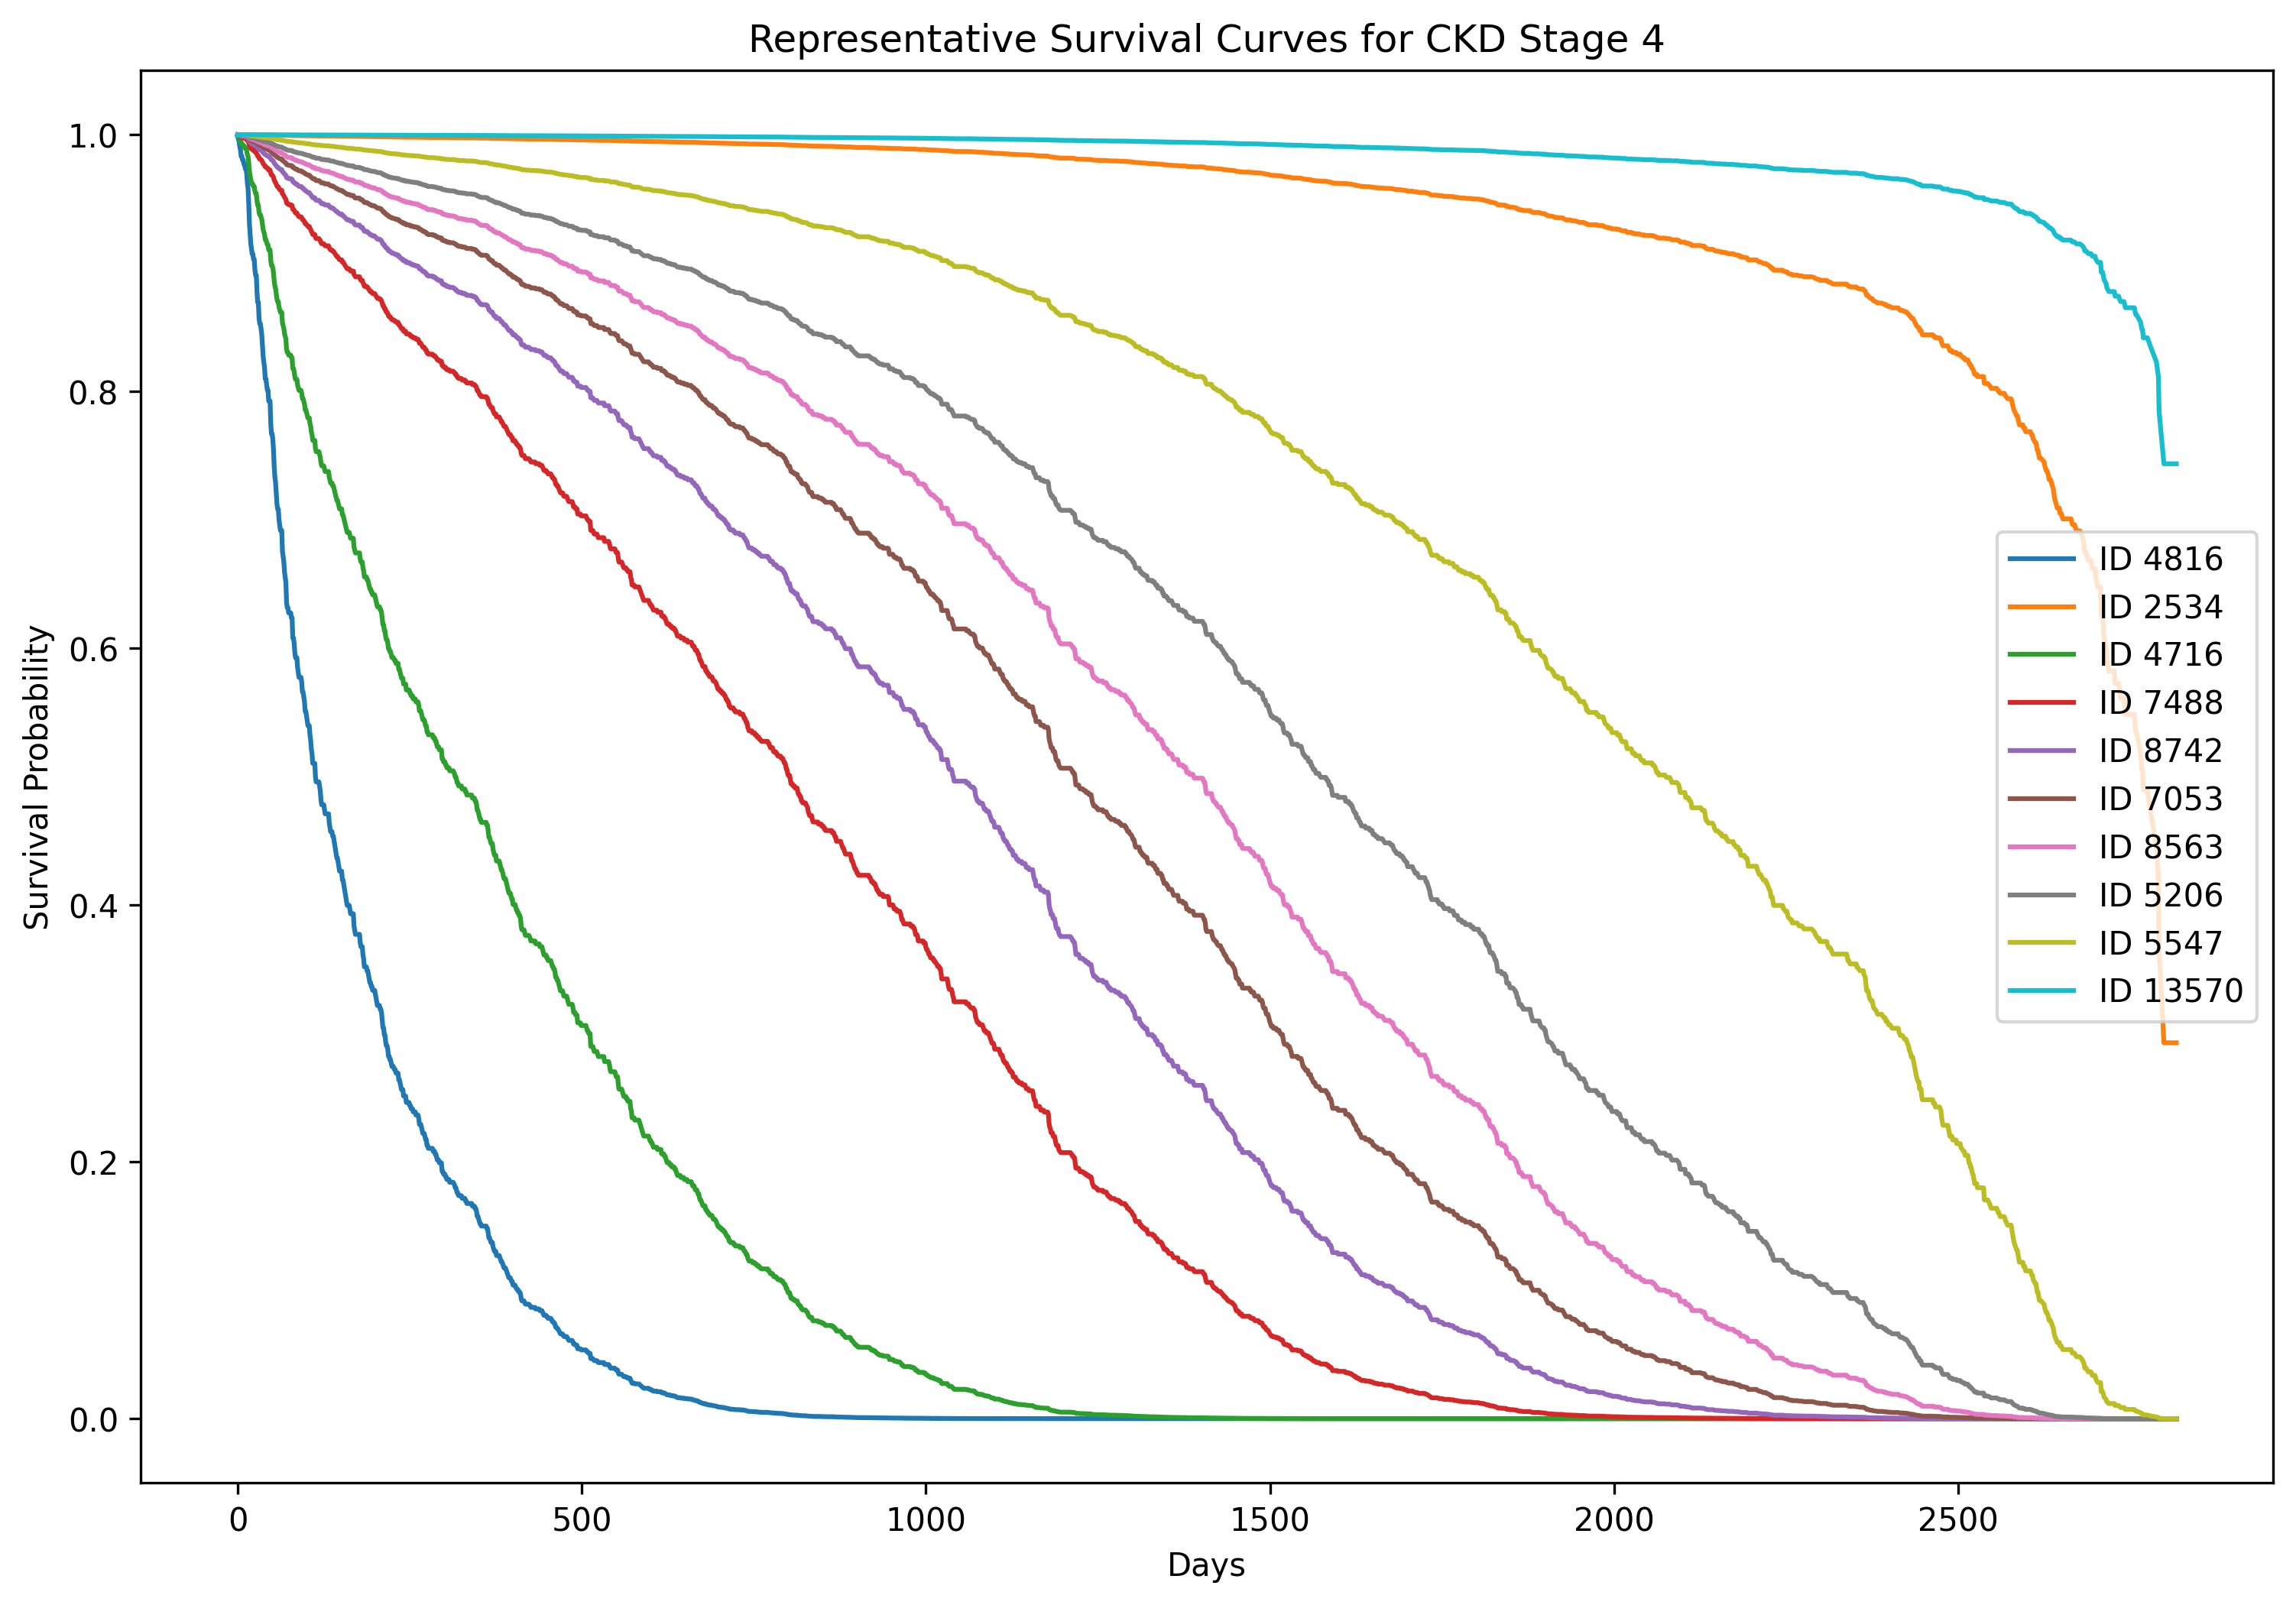 Representative Survival Curves for CKD Stage 4
Survival Probability
1.0
0.8
0.6
0.4
0.2
0.0
ID 4816
ID 2534
ID 4716
ID 7488
ID 8742
ID 7053
ID 8563
ID 5206
ID 5547
ID 13570
0 500 1000 1500 2000 2500
Days